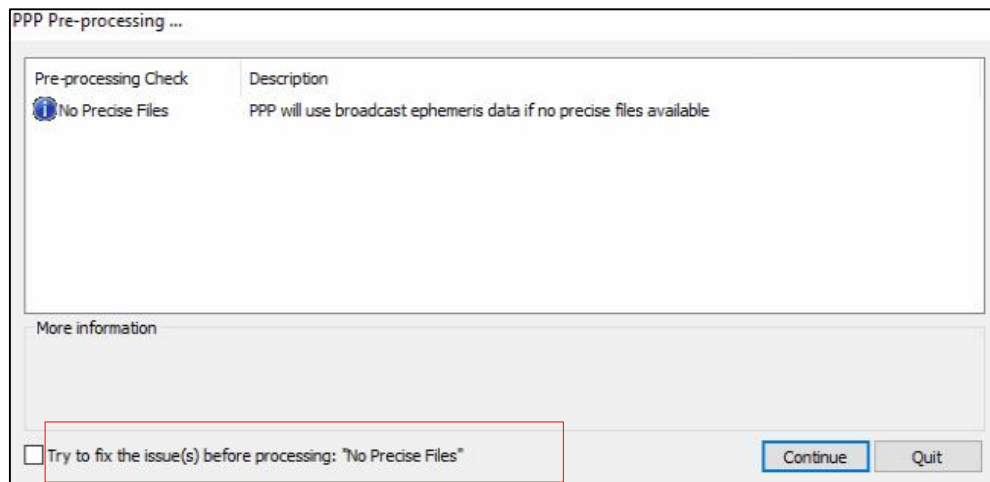 PPP Pre-processing ...
Pre-processing Check Description
No Precise Files PPP will use broadcast ephemeris data if no precise files available
More information
Try to fix the issue(s) before processing: "No Precise Files"
Continue Quit